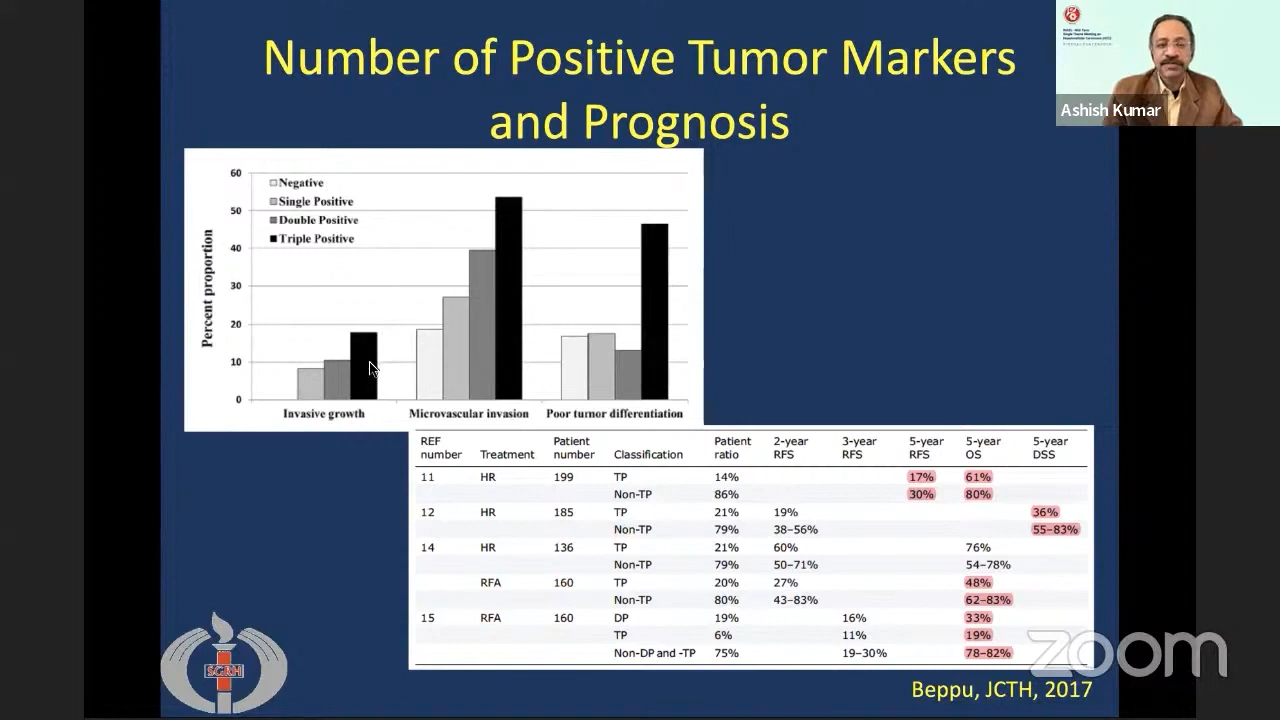 Number of Positive Tumor Markers
and Prognosis
Ashish Kumar
60
50
40
30
20
10
0
Percent proportion
Negative
Single Positive
Double Positive
Triple Positive
Invasive growth
Microvascular invasion
Poor tumor differentiation
REF number Treatment Patient number Classification Patient ratio 2-year RFS 3-year RFS 5-year RFS 5-year OS 5-year DSS
11 HR 199 TP 14% 17% 61%
Non-TP 86% 30% 80%
12 HR 185 TP 21% 19% 36%
Non-TP 79% 38–56% 55–83%
14 HR 136 TP 21% 60% 76%
Non-TP 79% 50–71% 54–78%
RFA 160 TP 20% 27% 48%
Non-TP 80% 43–83% 62–83%
15 RFA 160 DP 19% 16% 33%
TP 6% 11% 19%
Non-DP and -TP 75% 19–30% 78–82%
SGRH
zoom
Beppu, JCTH, 2017